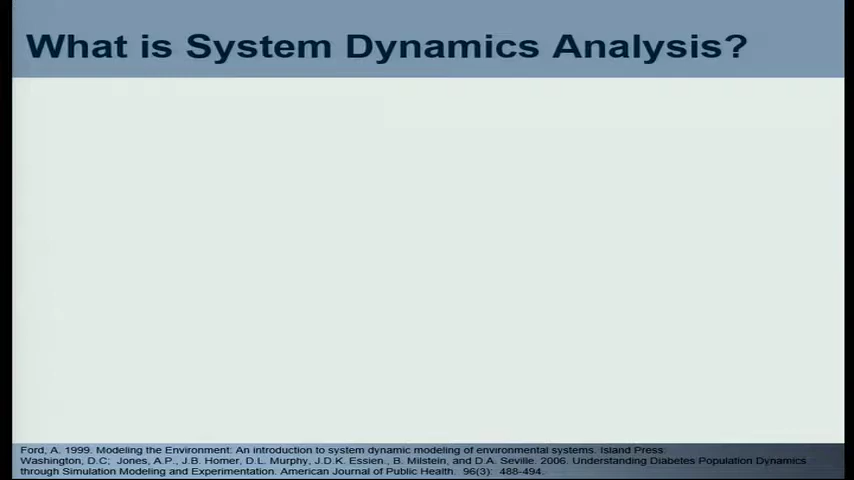 What is System Dynamics Analysis?
Ford, A. 1999. Modeling the Environment: An introduction to system dynamic modeling of environmental systems. Island Press:
Washington, D.C; Jones, A.P., J.B. Homer, D.L. Murphy, J.D.K. Essien., B. Milstein, and D.A. Seville. 2006. Understanding Diabetes Population Dynamics
through Simulation Modeling and Experimentation. American Journal of Public Health. 96(3): 488-494.